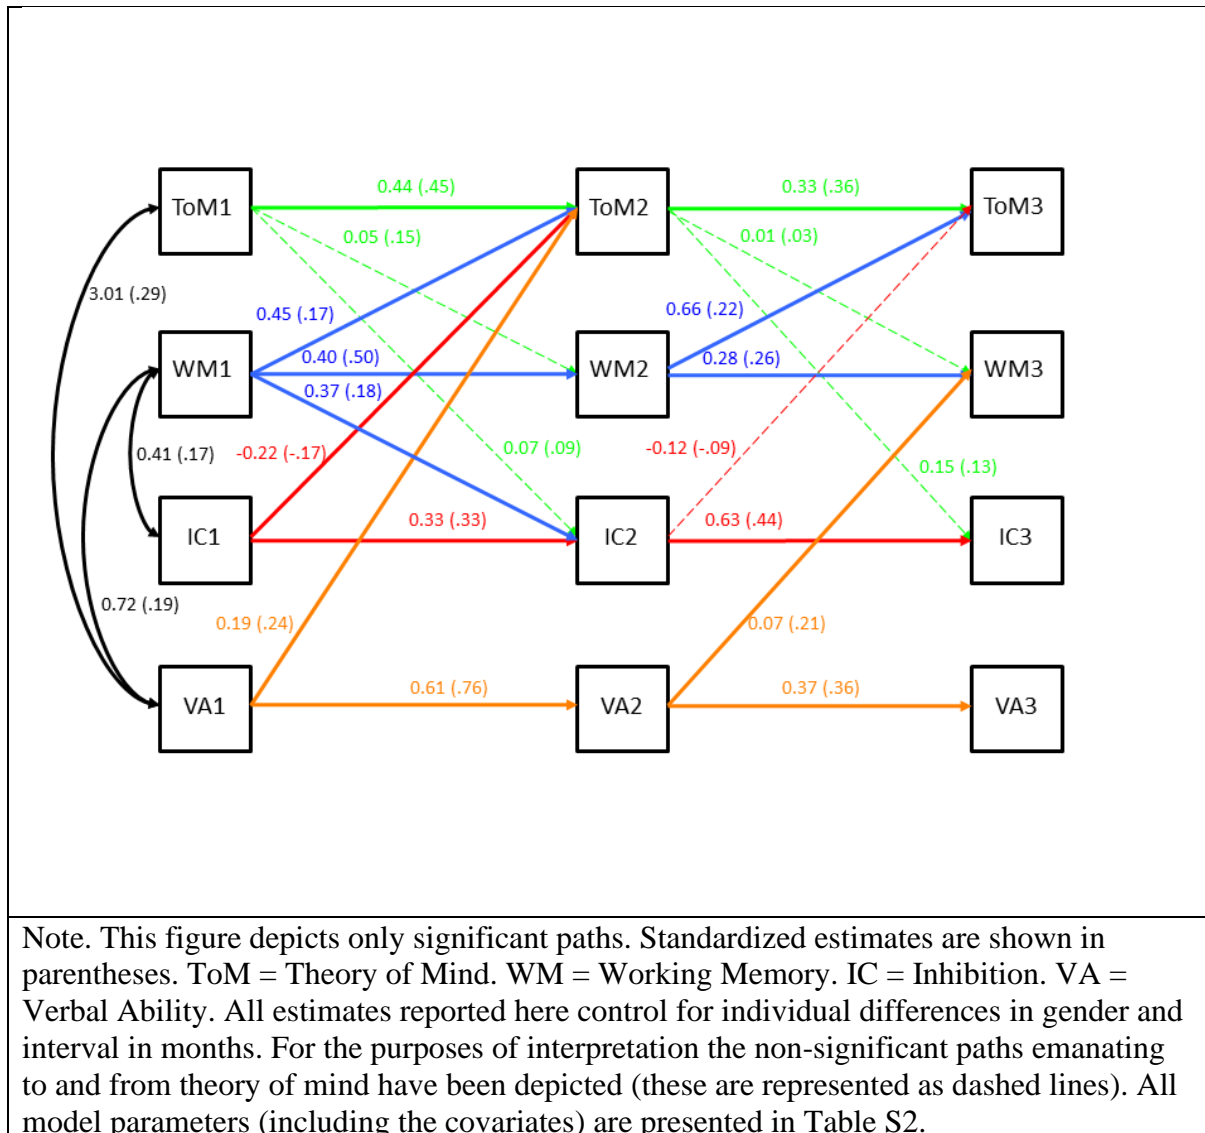 0.44 (.45)
0.33 (.36)
ToM1
ToM2
ToM3
0.05 (.15)
0.01 (.03)
3.01 (.29)
0.45 (.17)
0.66 (.22)
0.40 (.50)
0.28 (.26)
WM1
WM2
WM3
0.37 (.18)
0.41 (.17)
-0.22 (-.17)
0.07 (.09)
-0.12 (-.09)
0.15 (.13)
0.33 (.33)
0.63 (.44)
IC1
IC2
IC3
0.72 (.19)
0.19 (.24)
0.07 (.21)
0.61 (.76)
0.37 (.36)
VA1
VA2
VA3
Note. This figure depicts only significant paths. Standardized estimates are shown in
parentheses. ToM = Theory of Mind. WM = Working Memory. IC = Inhibition. VA =
Verbal Ability. All estimates reported here control for individual differences in gender and
interval in months. For the purposes of interpretation the non-significant paths emanating
to and from theory of mind have been depicted (these are represented as dashed lines). All
model parameters (including the covariates) are presented in Table S2.